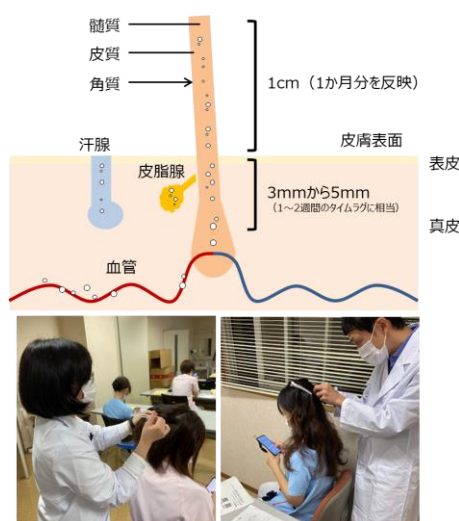 髄質
皮質
角質
1cm（1か月分を反映）
汗腺
皮膚表面
皮脂腺
表皮
3mmから5mm
（1～2週間のタイムラグに相当）
真皮
血管